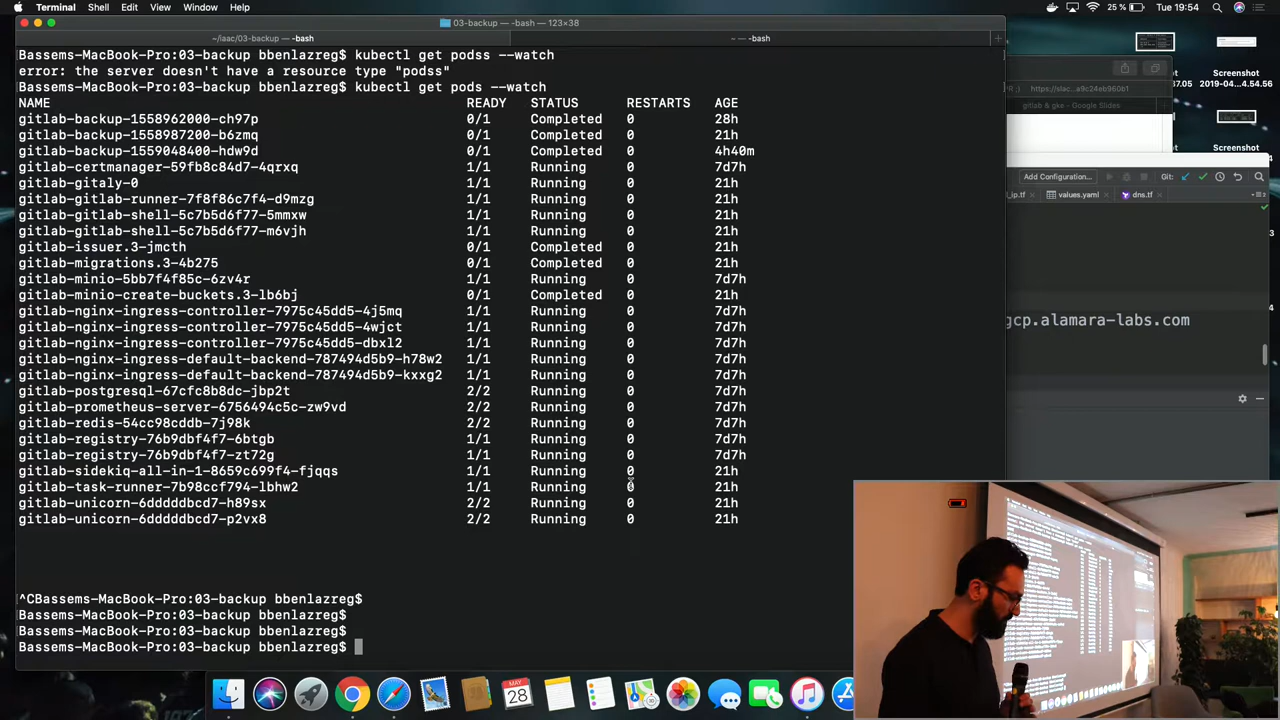 Terminal Shell Edit View Window Help
25 % Tue 19:54
03-backup — -bash — 123×38
~/iaac/03-backup — -bash
— — -bash
Bassems-MacBook-Pro:03-backup bbenlazreg$ kubectl get podss --watch
error: the server doesn't have a resource type "podss"
Bassems-MacBook-Pro:03-backup bbenlazreg$ kubectl get pods --watch
NAME READY STATUS RESTARTS AGE
gitlab-backup-1558962000-ch97p 0/1 Completed 0 28h
gitlab-backup-1558987200-b6zmq 0/1 Completed 0 21h
gitlab-backup-1559048400-hdw9d 0/1 Completed 0 4h40m
gitlab-certmanager-59fb8c84d7-4qrxq 1/1 Running 0 7d7h
gitlab-gitaly-0 1/1 Running 0 21h
gitlab-gitlab-runner-7f8f86c7f4-d9mzg 1/1 Running 0 21h
gitlab-gitlab-shell-5c7b5d6f77-5mmxw 1/1 Running 0 21h
gitlab-gitlab-shell-5c7b5d6f77-m6vjh 1/1 Running 0 21h
gitlab-issuer.3-jmcth 0/1 Completed 0 21h
gitlab-migrations.3-4b275 0/1 Completed 0 21h
gitlab-minio-5bb7f4f85c-6zv4r 1/1 Running 0 7d7h
gitlab-minio-create-buckets.3-lb6bj 0/1 Completed 0 21h
gitlab-nginx-ingress-controller-7975c45dd5-4j5mq 1/1 Running 0 7d7h
gitlab-nginx-ingress-controller-7975c45dd5-4wjct 1/1 Running 0 7d7h
gitlab-nginx-ingress-controller-7975c45dd5-dbxl2 1/1 Running 0 7d7h
gitlab-nginx-ingress-default-backend-787494d5b9-h78w2 1/1 Running 0 7d7h
gitlab-nginx-ingress-default-backend-787494d5b9-kxxg2 1/1 Running 0 7d7h
gitlab-postgresql-67cfc8b8dc-jbp2t 2/2 Running 0 7d7h
gitlab-prometheus-server-6756494c5c-zw9vd 2/2 Running 0 7d7h
gitlab-redis-54cc98cddb-7j98k 2/2 Running 0 7d7h
gitlab-registry-76b9dbf4f7-6btgb 1/1 Running 0 7d7h
gitlab-registry-76b9dbf4f7-zt72g 1/1 Running 0 7d7h
gitlab-sidekiq-all-in-1-8659c699f4-fjqqs 1/1 Running 0 21h
gitlab-task-runner-7b98ccf794-lbhw2 1/1 Running 0 21h
gitlab-unicorn-6dddddbcd7-h89sx 2/2 Running 0 21h
gitlab-unicorn-6dddddbcd7-p2vx8 2/2 Running 0 21h
^CBassems-MacBook-Pro:03-backup bbenlazreg$
Bassems-MacBook-Pro:03-backup bbenlazreg$
Bassems-MacBook-Pro:03-backup bbenlazreg$
Bassems-MacBook-Pro:03-backup bbenlazreg$
Screenshot
Screenshot
gitlab & gke - Google Slides
Screenshot
Screenshot
Add Configuration...
Git:
_ip.tf
values.yaml
dns.tf
gcp.alamara-labs.com
MAY
28